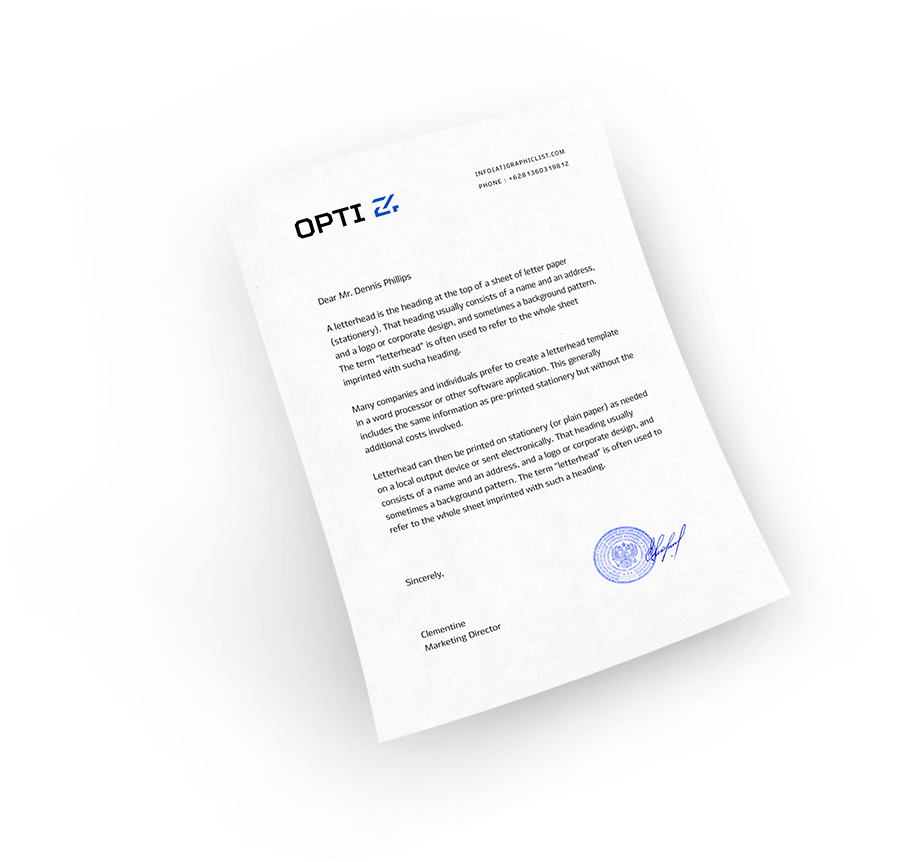 INFO(AT)GRAPHICLIST.COM
PHONE : +6281360319812
OPTI
Dear Mr. Dennis Phillips
A letterhead is the heading at the top of a sheet of letter paper
(stationery). That heading usually consists of a name and an address,
and a logo or corporate design, and sometimes a background pattern.
The term "letterhead" is often used to refer to the whole sheet
imprinted with sucha heading.
Many companies and individuals prefer to create a letterhead template
in a word processor or other software application. This generally
includes the same information as pre-printed stationery but without the
additional costs involved.
Letterhead can then be printed on stationery (or plain paper) as needed
on a local output device or sent electronically. That heading usually
consists of a name and an address, and a logo or corporate design, and
sometimes a background pattern. The term "letterhead" is often used to
refer to the whole sheet imprinted with such a heading.
Sincerely,
Clementine
Marketing Director